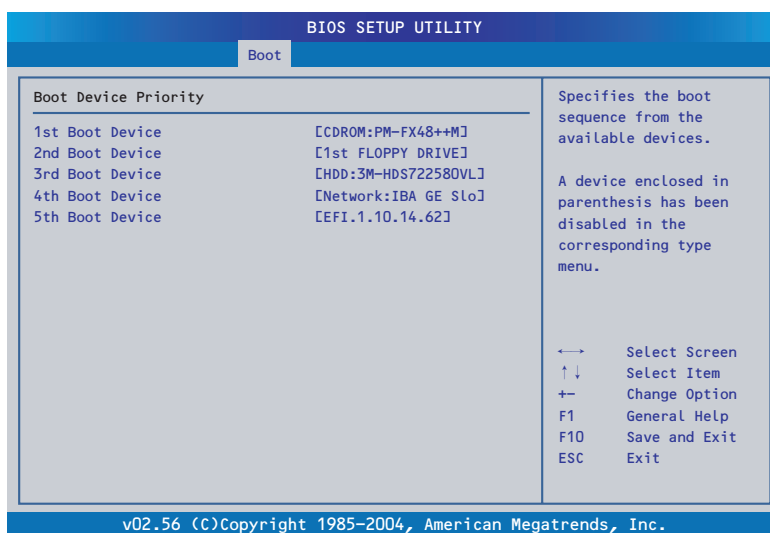 BIOS SETUP UTILITY
Boot
Boot Device Priority
1st Boot Device [CDROM:PM-FX48++M]
2nd Boot Device [1st FLOPPY DRIVE]
3rd Boot Device [HDD:3M-HDS722580VL]
4th Boot Device [Network:IBA GE Slo]
5th Boot Device [EFI.1.10.14.62]
Specifies the boot
sequence from the
available devices.
A device enclosed in
parenthesis has been
disabled in the
corresponding type
menu.
←→ Select Screen
↑↓ Select Item
+- Change Option
F1 General Help
F10 Save and Exit
ESC Exit
v02.56 (C)Copyright 1985-2004, American Megatrends, Inc.